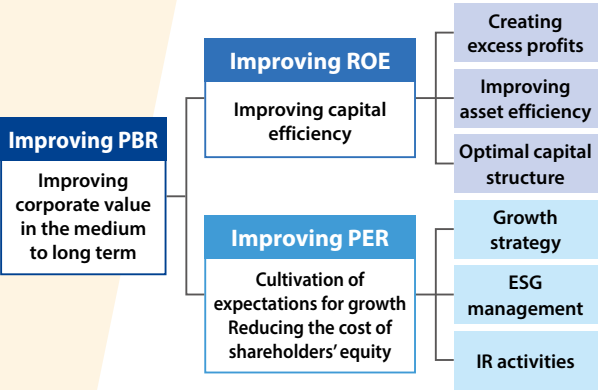 Improving PBR
Improving
corporate value
in the medium
to long term
Improving ROE
Improving capital
efficiency
Creating
excess profits
Improving
asset efficiency
Optimal capital
structure
Improving PER
Cultivation of
expectations for growth
Reducing the cost of
shareholders’ equity
Growth
strategy
ESG
management
IR activities